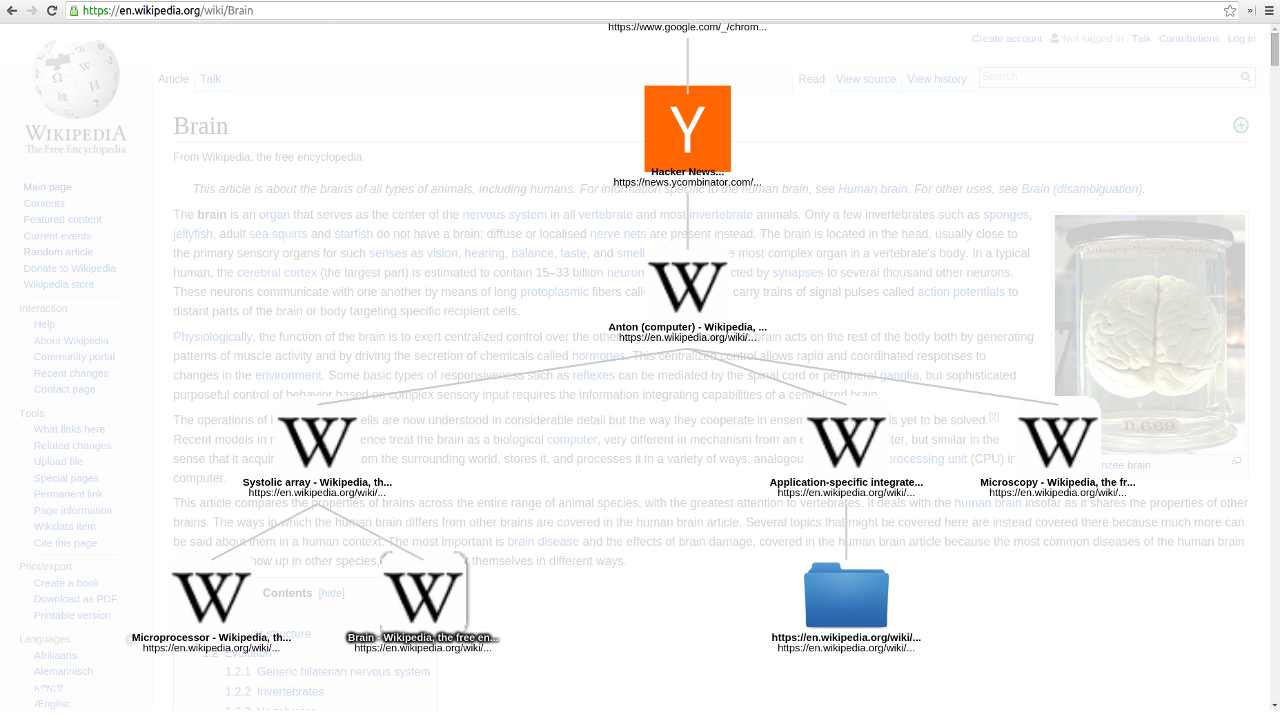 https://en.wikipedia.org/wiki/Brain
https://www.google.com/_/chrom...
Create account Not logged in Talk Contributions Log in
Article Talk Read View source View history Search
WIKIPEDIA
The Free Encyclopedia
Brain
From Wikipedia, the free encyclopedia
Y
Hacker News...
https://news.ycombinator.com/...
This article is about the brains of all types of animals, including humans. For information specific to the human brain, see Human brain. For other uses, see Brain (disambiguation).
The brain is an organ that serves as the center of the nervous system in all vertebrate and most invertebrate animals. Only a few invertebrates such as sponges,
jellyfish, adult sea squirts and starfish do not have a brain; diffuse or localised nerve nets are present instead. The brain is located in the head, usually close to
the primary sensory organs for such senses as vision, hearing, balance, taste, and smell most complex organ in a vertebrate's body. In a typical
human, the cerebral cortex (the largest part) is estimated to contain 15–33 billion neuron cted by synapses to several thousand other neurons.
These neurons communicate with one another by means of long protoplasmic fibers call carry trains of signal pulses called action potentials to
distant parts of the brain or body targeting specific recipient cells.
W
Anton (computer) - Wikipedia, ...
https://en.wikipedia.org/wiki/...
Physiologically, the function of the brain is to exert centralized control over the othe brain acts on the rest of the body both by generating
patterns of muscle activity and by driving the secretion of chemicals called hormones. This centralized control allows rapid and coordinated responses to
changes in the environment. Some basic types of responsiveness such as reflexes can be mediated by the spinal cord or peripheral ganglia, but sophisticated
purposeful control of behavior based on complex sensory input requires the information integrating capabilities of a centralized brain.
The operations of i ells are now understood in considerable detail but the way they cooperate in ensem is yet to be solved.[2]
Recent models in ence treat the brain as a biological computer, very different in mechanism from an ter, but similar in the
sense that it acquir the surrounding world, stores it, and processes it in a variety of ways, analogou processing unit (CPU) in
computer.
W
Systolic array - Wikipedia, th...
https://en.wikipedia.org/wiki/...
W
Application-specific integrate...
https://en.wikipedia.org/wiki/...
W
Microscopy - Wikipedia, the fr...
https://en.wikipedia.org/wiki/...
D.669
nzee brain
This article compares the properties of brains across the entire range of animal species, with the greatest attention to vertebrates. It deals with the human brain insofar as it shares the properties of other
brains. The ways in which the human brain differs from other brains are covered in the human brain article. Several topics that might be covered here are instead covered there because much more can
be said about them in a human context. The most important is brain disease and the effects of brain damage, covered in the human brain article because the most common diseases of the human brain
how up in other species, themselves in different ways.
Contents [hide]
structure
W
Microprocessor - Wikipedia, th...
https://en.wikipedia.org/wiki/...
W
Brain - Wikipedia, the free en...
https://en.wikipedia.org/wiki/...
https://en.wikipedia.org/wiki/...
https://en.wikipedia.org/wiki/...
1.2 Evolution
1.2.1 Generic bilaterian nervous system
1.2.2 Invertebrates
Main page
Contents
Featured content
Current events
Random article
Donate to Wikipedia
Wikipedia store
Interaction
Help
About Wikipedia
Community portal
Recent changes
Contact page
Tools
What links here
Related changes
Upload file
Special pages
Permanent link
Page information
Wikidata item
Cite this page
Print/export
Create a book
Download as PDF
Printable version
Languages
Afrikaans
Alemannisch
አማርኛ
Ænglisc